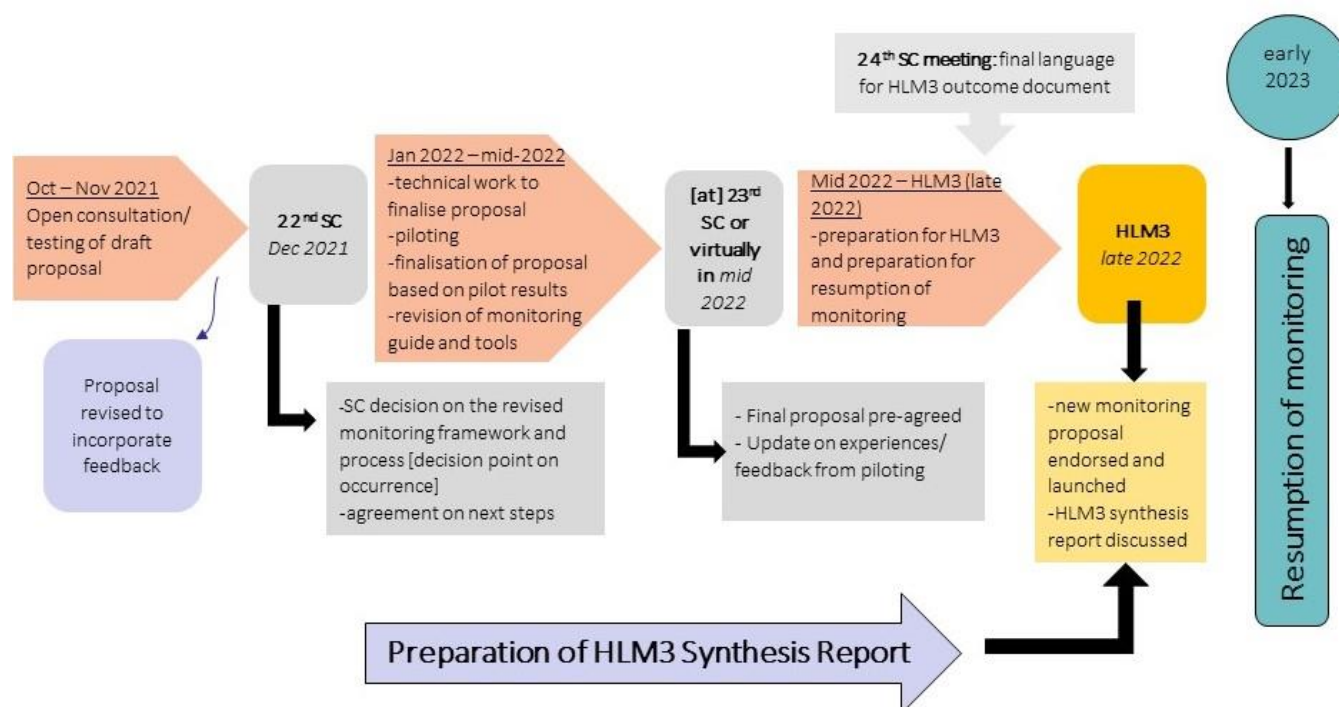 24th SC meeting: final language
for HLM3 outcome document
early
2023
Oct – Nov 2021
Open consultation/
testing of draft
proposal
22nd SC
Dec 2021
Jan 2022 – mid-2022
-technical work to
finalise proposal
-piloting
-finalisation of proposal
based on pilot results
-revision of monitoring
guide and tools
[at] 23rd
SC or
virtually
in mid
2022
Mid 2022 – HLM3 (late
2022)
-preparation for HLM3
and preparation for
resumption of
monitoring
HLM3
late 2022
Resumption of monitoring
Proposal
revised to
incorporate
feedback
-SC decision on the revised
monitoring framework and
process [decision point on
occurrence]
-agreement on next steps
- Final proposal pre-agreed
- Update on experiences/
feedback from piloting
-new monitoring
proposal
endorsed and
launched
-HLM3 synthesis
report discussed
Preparation of HLM3 Synthesis Report